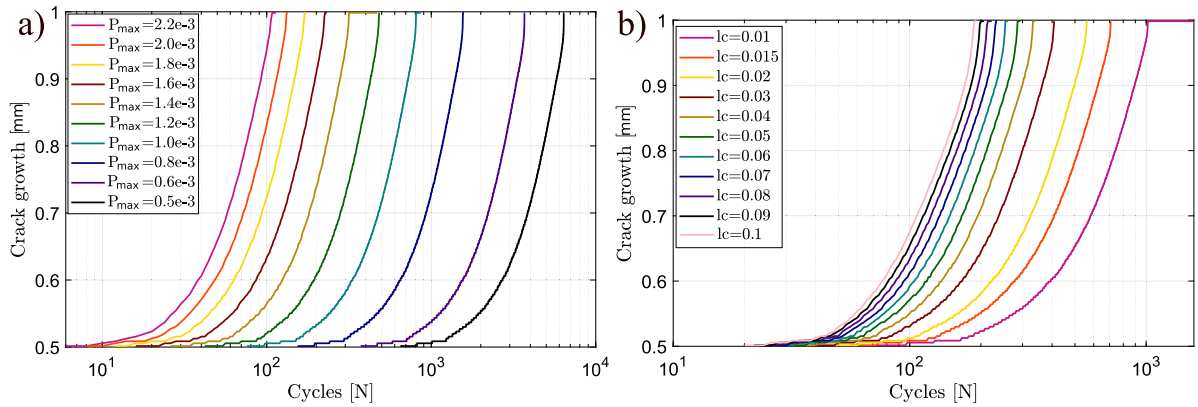 a)
P_max=2.2e-3
P_max=2.0e-3
P_max=1.8e-3
P_max=1.6e-3
P_max=1.4e-3
P_max=1.2e-3
P_max=1.0e-3
P_max=0.8e-3
P_max=0.6e-3
P_max=0.5e-3
Crack growth [mm]
1
0.9
0.8
0.7
0.6
0.5
10^1
10^2
10^3
10^4
Cycles [N]
b)
lc=0.01
lc=0.015
lc=0.02
lc=0.03
lc=0.04
lc=0.05
lc=0.06
lc=0.07
lc=0.08
lc=0.09
lc=0.1
Crack growth [mm]
1
0.9
0.8
0.7
0.6
0.5
10^1
10^2
10^3
Cycles [N]